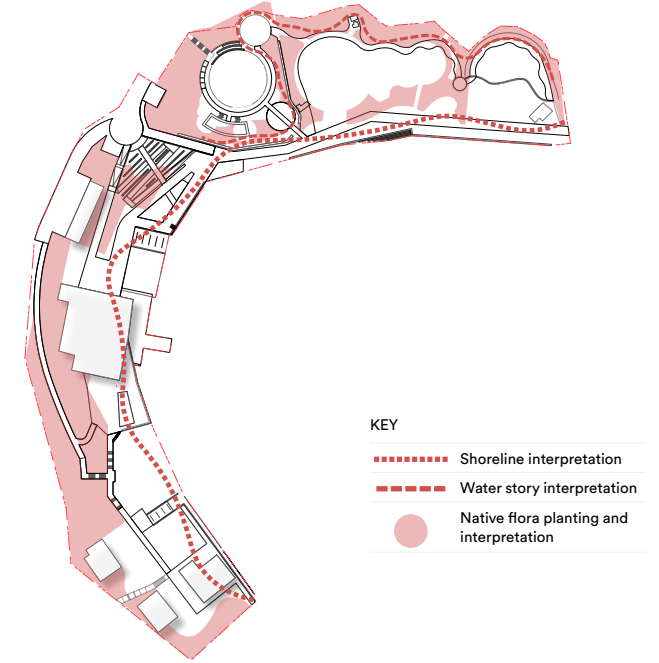 KEY
Shoreline interpretation
Water story interpretation
Native flora planting and
interpretation